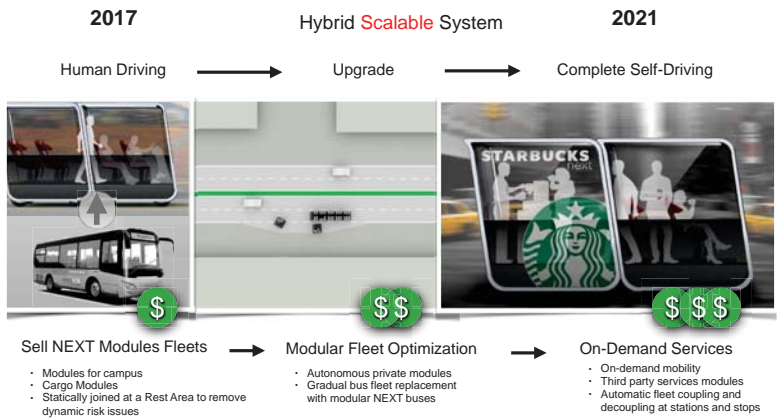 2017
Hybrid Scalable System
2021
Human Driving
Upgrade
Complete Self-Driving
STARBUCKS
next
$
$$
$$$
Sell NEXT Modules Fleets
Modular Fleet Optimization
On-Demand Services
· Modules for campus
· Cargo Modules
· Statically joined at a Rest Area to remove
dynamic risk issues
· Autonomous private modules
· Gradual bus fleet replacement
with modular NEXT buses
· On-demand mobility
· Third party services modules
· Automatic fleet coupling and
decoupling at stations and stops